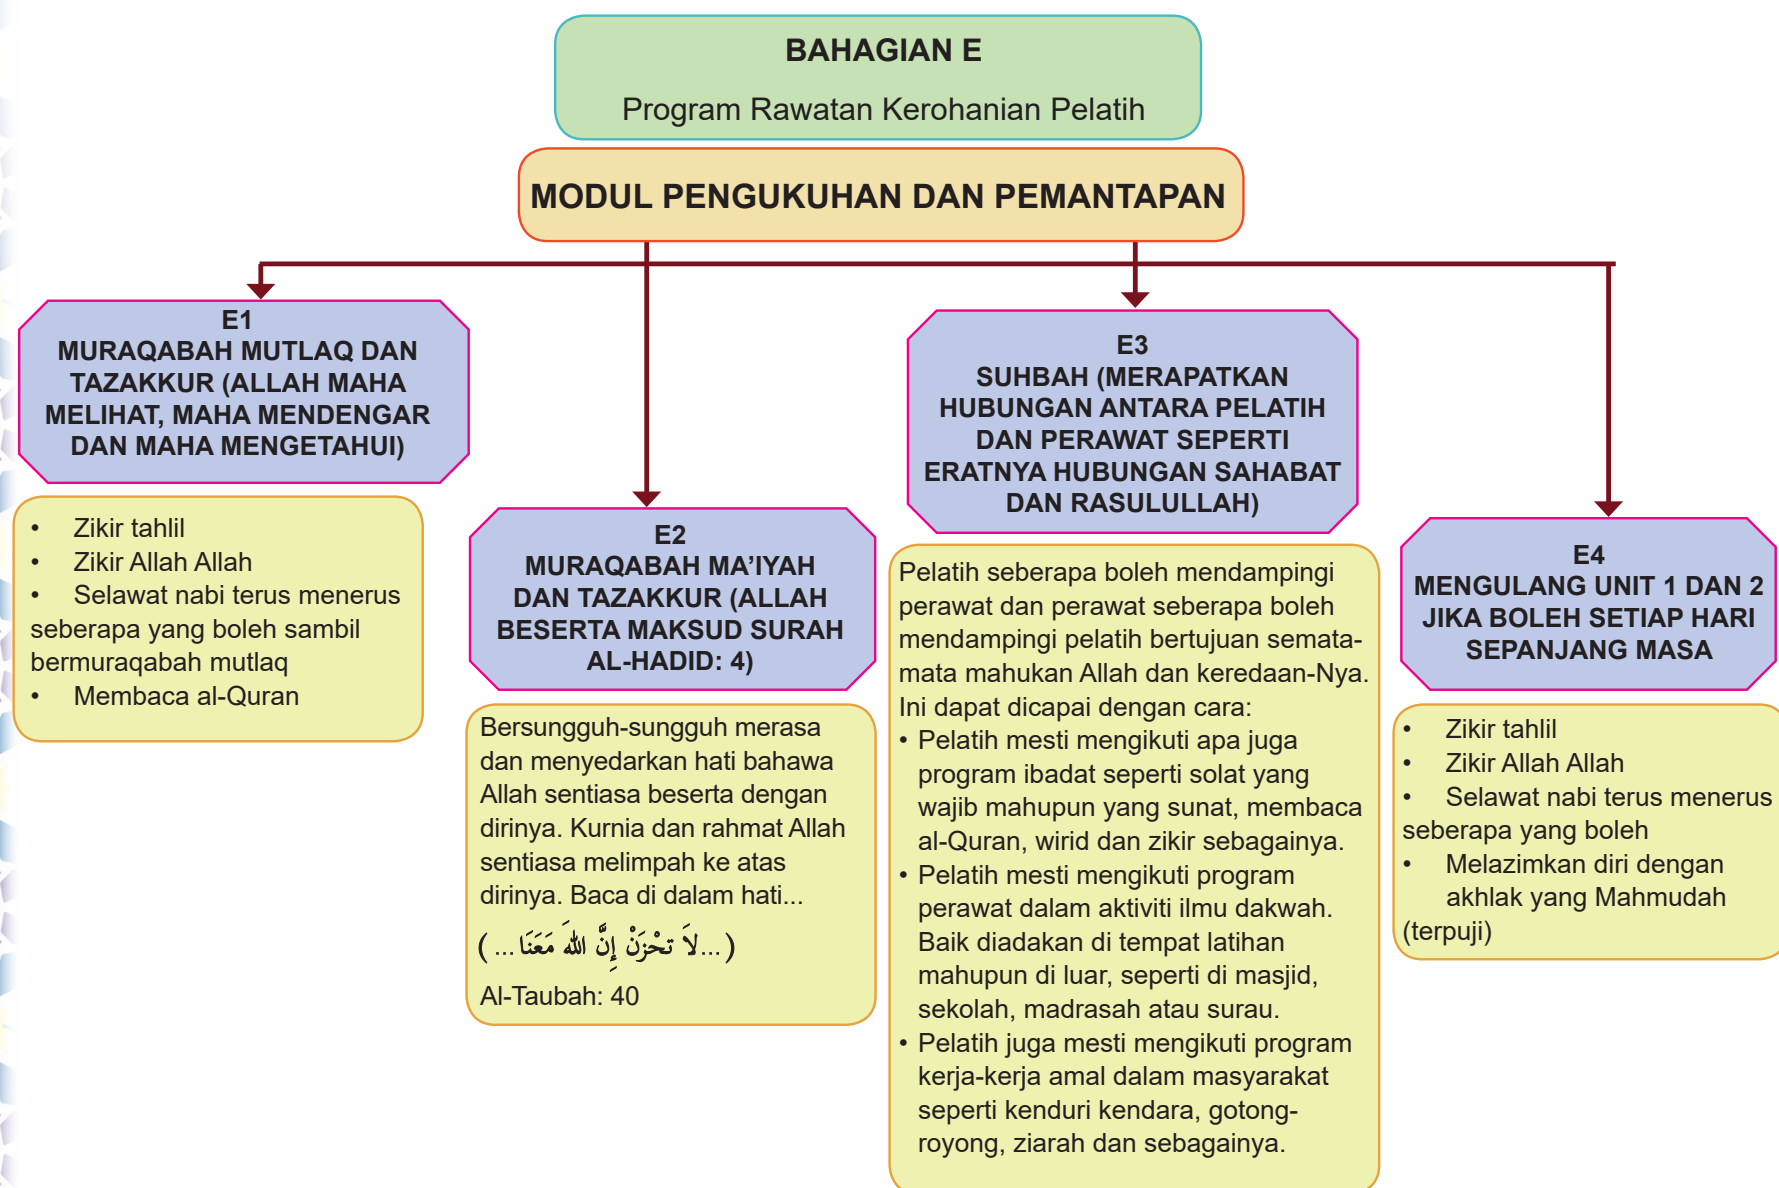 BAHAGIAN E
Program Rawatan Kerohanian Pelatih
MODUL PENGUKUHAN DAN PEMANTAPAN
E1
MURAQABAH MUTLAQ DAN
TAZAKKUR (ALLAH MAHA
MELIHAT, MAHA MENDENGAR
DAN MAHA MENGETAHUI)
• Zikir tahlil
• Zikir Allah Allah
• Selawat nabi terus menerus
seberapa yang boleh sambil
bermuraqabah mutlaq
• Membaca al-Quran
E2
MURAQABAH MA’IYAH
DAN TAZAKKUR (ALLAH
BESERTA MAKSUD SURAH
AL-HADID: 4)
Bersungguh-sungguh merasa
dan menyedarkan hati bahawa
Allah sentiasa beserta dengan
dirinya. Kurnia dan rahmat Allah
sentiasa melimpah ke atas
dirinya. Baca di dalam hati...
(...لاَ تحْزَنْ إِنَّ اللهَ مَعَنَا...)
Al-Taubah: 40
E3
SUHBAH (MERAPATKAN
HUBUNGAN ANTARA PELATIH
DAN PERAWAT SEPERTI
ERATNYA HUBUNGAN SAHABAT
DAN RASULULLAH)
Pelatih seberapa boleh mendampingi
perawat dan perawat seberapa boleh
mendampingi pelatih bertujuan semata-
mata mahukan Allah dan keredaan-Nya.
Ini dapat dicapai dengan cara:
• Pelatih mesti mengikuti apa juga
program ibadat seperti solat yang
wajib mahupun yang sunat, membaca
al-Quran, wirid dan zikir sebagainya.
• Pelatih mesti mengikuti program
perawat dalam aktiviti ilmu dakwah.
Baik diadakan di tempat latihan
mahupun di luar, seperti di masjid,
sekolah, madrasah atau surau.
• Pelatih juga mesti mengikuti program
kerja-kerja amal dalam masyarakat
seperti kenduri kendara, gotong-
royong, ziarah dan sebagainya.
E4
MENGULANG UNIT 1 DAN 2
JIKA BOLEH SETIAP HARI
SEPANJANG MASA
• Zikir tahlil
• Zikir Allah Allah
• Selawat nabi terus menerus
seberapa yang boleh
• Melazimkan diri dengan
akhlak yang Mahmudah
(terpuji)